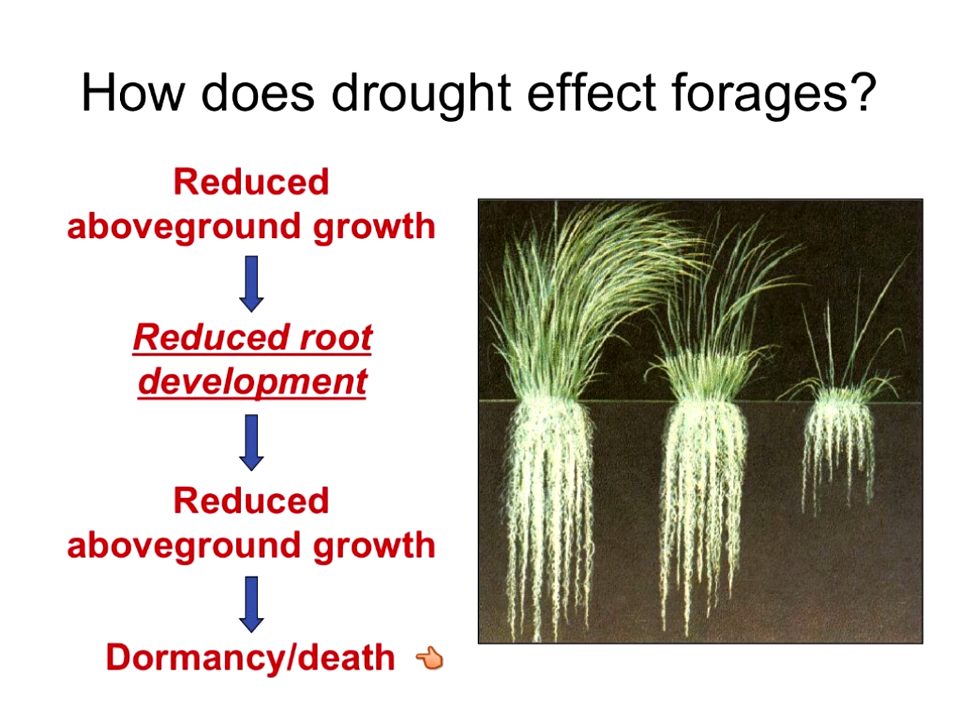 How does drought effect forages?
Reduced
aboveground growth
Reduced root
development
Reduced
aboveground growth
Dormancy/death